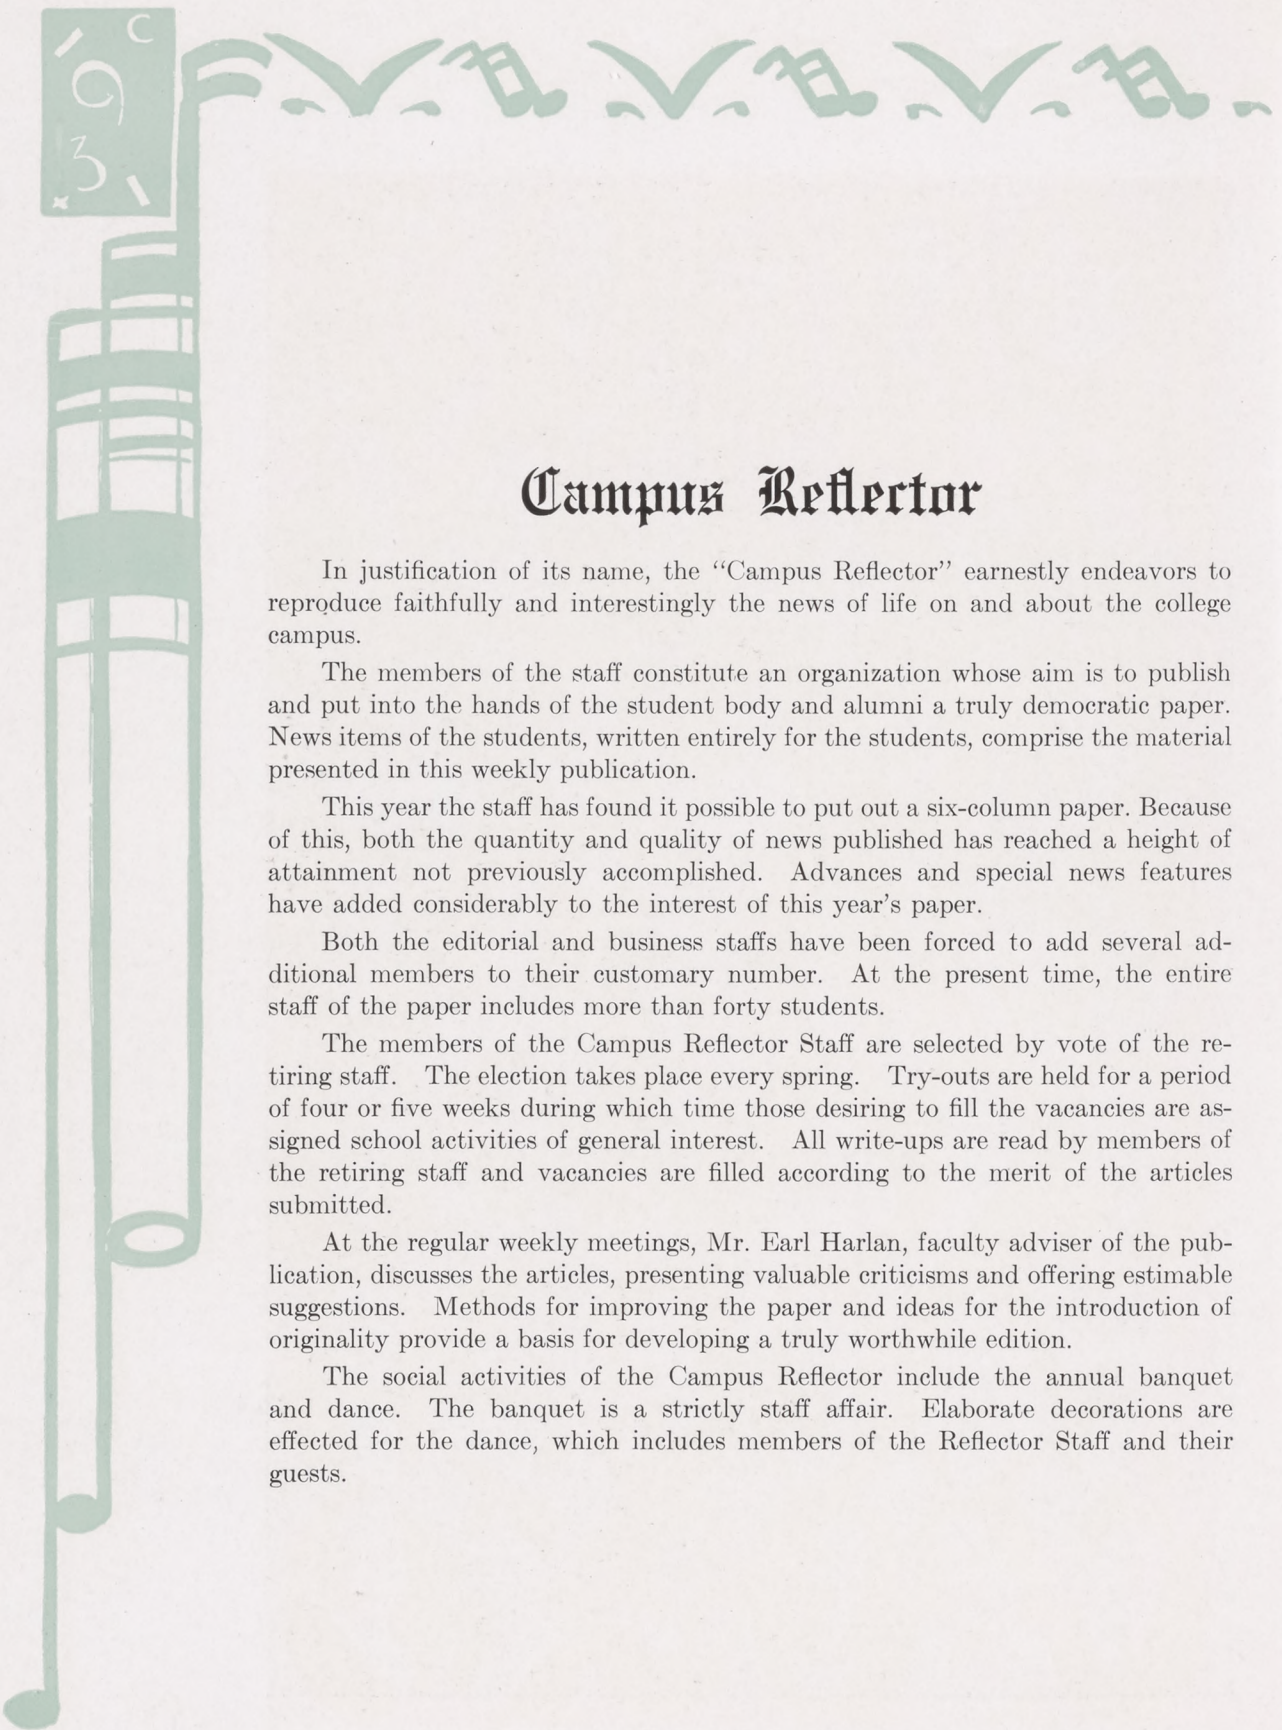 C
1931
Campus Reflector
In justification of its name, the “Campus Reflector” earnestly endeavors to
reproduce faithfully and interestingly the news of life on and about the college
campus.
The members of the staff constitute an organization whose aim is to publish
and put into the hands of the student body and alumni a truly democratic paper.
News items of the students, written entirely for the students, comprise the material
presented in this weekly publication.
This year the staff has found it possible to put out a six-column paper. Because
of this, both the quantity and quality of news published has reached a height of
attainment not previously accomplished. Advances and special news features
have added considerably to the interest of this year’s paper.
Both the editorial and business staffs have been forced to add several ad-
ditional members to their customary number. At the present time, the entire
staff of the paper includes more than forty students.
The members of the Campus Reflector Staff are selected by vote of the re-
tiring staff. The election takes place every spring. Try-outs are held for a period
of four or five weeks during which time those desiring to fill the vacancies are as-
signed school activities of general interest. All write-ups are read by members of
the retiring staff and vacancies are filled according to the merit of the articles
submitted.
At the regular weekly meetings, Mr. Earl Harlan, faculty adviser of the pub-
lication, discusses the articles, presenting valuable criticisms and offering estimable
suggestions. Methods for improving the paper and ideas for the introduction of
originality provide a basis for developing a truly worthwhile edition.
The social activities of the Campus Reflector include the annual banquet
and dance. The banquet is a strictly staff affair. Elaborate decorations are
effected for the dance, which includes members of the Reflector Staff and their
guests.